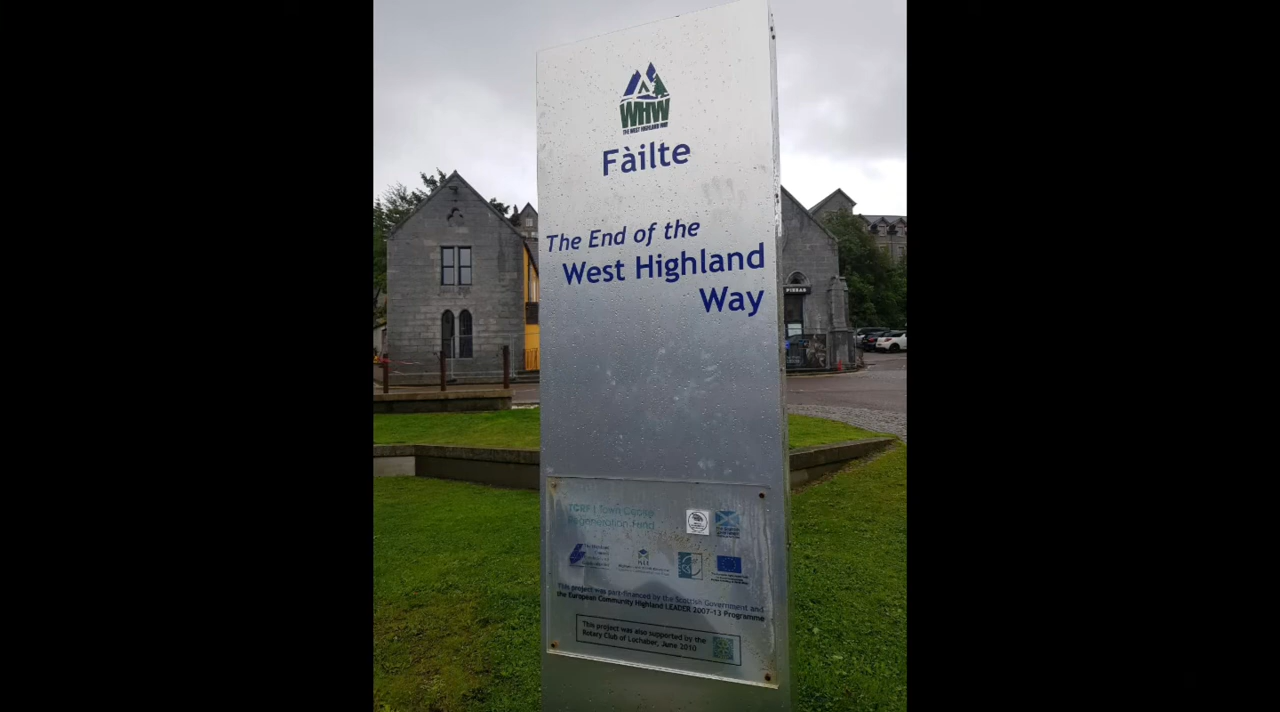 WHW
THE WEST HIGHLAND WAY
Fàilte
The End of the
West Highland
Way
TCRF | Town Centre
Regeneration Fund
This project was part-financed by the Scottish Government and
the European Community Highland LEADER 2007-13 Programme
This project was also supported by the
Rotary Club of Lochaber, June 2010